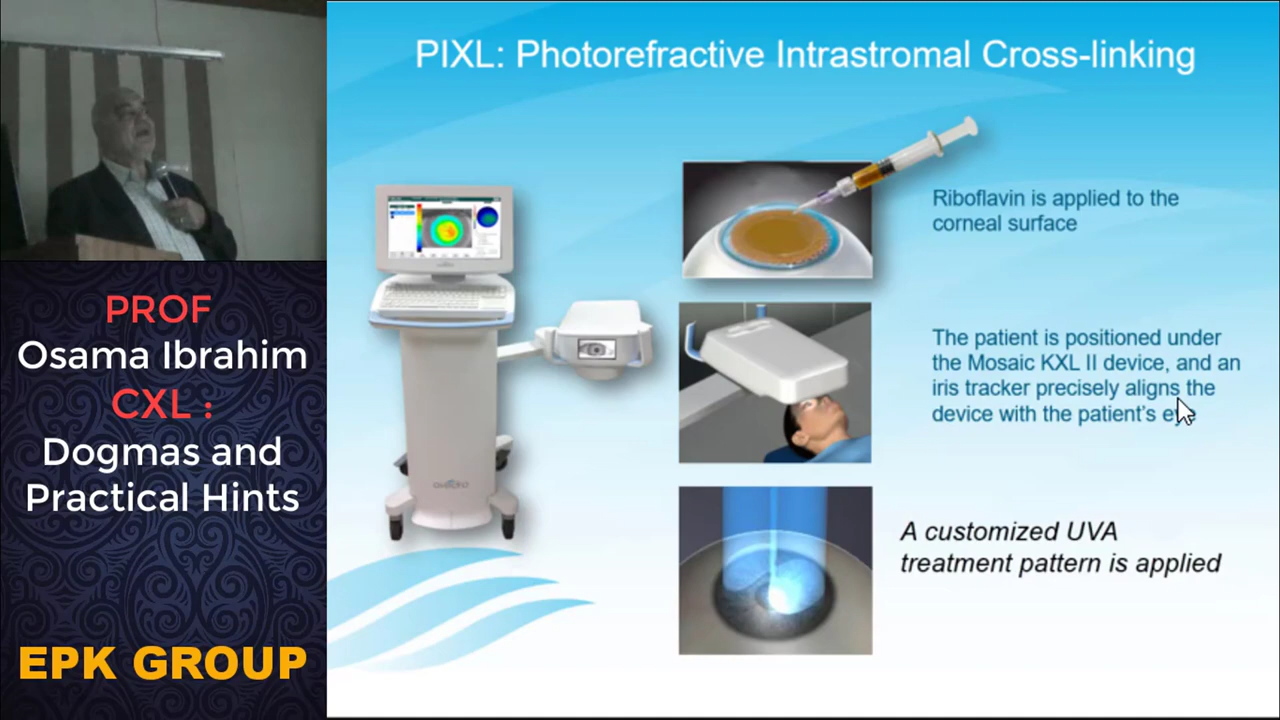 PROF
Osama Ibrahim
CXL :
Dogmas and
Practical Hints
EPK GROUP
PIXL: Photorefractive Intrastromal Cross-linking
Riboflavin is applied to the
corneal surface
The patient is positioned under
the Mosaic KXL II device, and an
iris tracker precisely aligns the
device with the patient's eye
A customized UVA
treatment pattern is applied